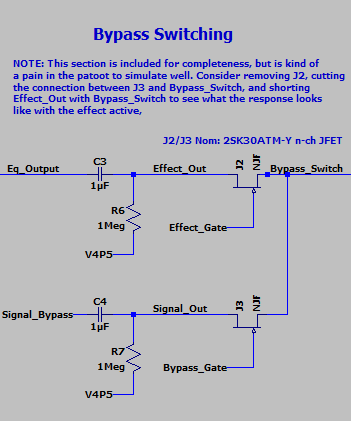 Bypass Switching
NOTE: This section is included for completeness, but is kind of
a pain in the patoot to simulate well. Consider removing J2, cutting
the connection between J3 and Bypass_Switch, and shorting
Effect_Out with Bypass_Switch to see what the response looks
like with the effect active,
J2/J3 Nom: 2SK30ATM-Y n-ch JFET
Eq_Output
C3
1µF
Effect_Out
J2
NJF
Bypass_Switch
R6
1Meg
V4P5
Effect_Gate
Signal_Bypass
C4
1µF
Signal_Out
J3
NJF
R7
1Meg
V4P5
Bypass_Gate